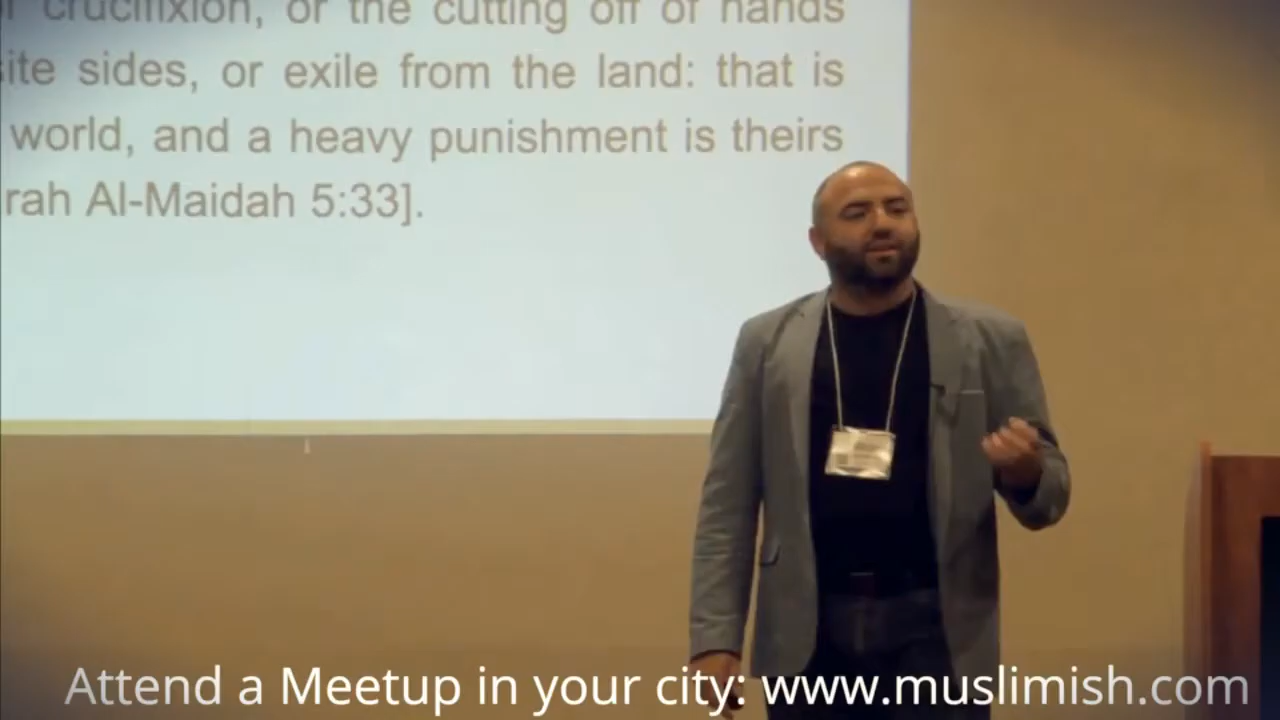 crucifixion, or the cutting off of hands
ite sides, or exile from the land: that is
world, and a heavy punishment is theirs
rah Al-Maidah 5:33].
Attend a Meetup in your city: www.muslimish.com